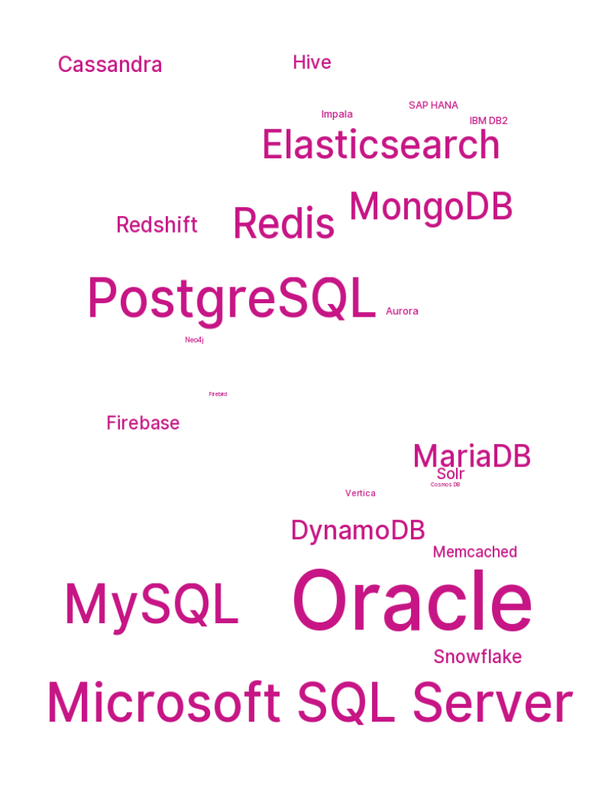 Cassandra
Hive
SAP HANA
Impala
IBM DB2
Elasticsearch
MongoDB
Redis
Redshift
PostgreSQL
Aurora
Neo4j
Firebird
Firebase
MariaDB
Solr
Cosmos DB
Vertica
DynamoDB
Memcached
Oracle
MySQL
Snowflake
Microsoft SQL Server